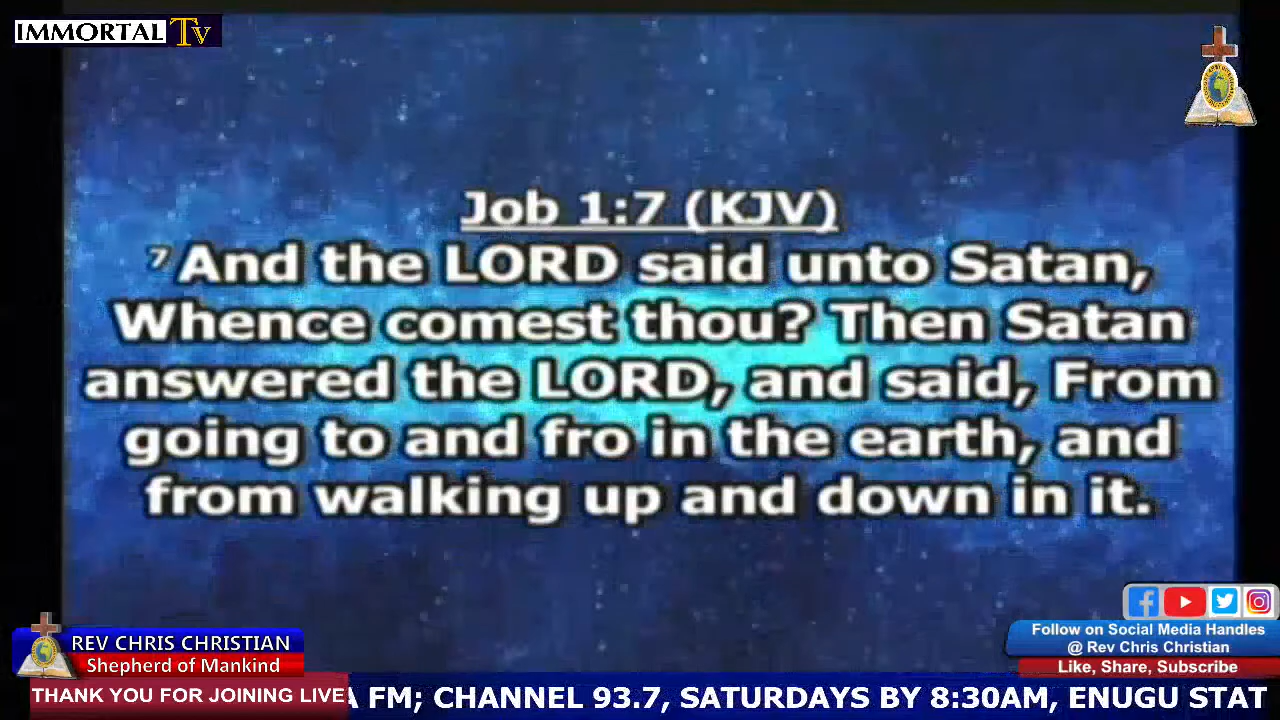 IMMORTAL Tv
Job 1:7 (KJV)
7 And the LORD said unto Satan,
Whence comest thou? Then Satan
answered the LORD, and said, From
going to and fro in the earth, and
from walking up and down in it.
REV CHRIS CHRISTIAN
Shepherd of Mankind
Follow on Social Media Handles
@ Rev Chris Christian
Like, Share, Subscribe
THANK YOU FOR JOINING LIVE
FM; CHANNEL 93.7, SATURDAYS BY 8:30AM, ENUGU STAT